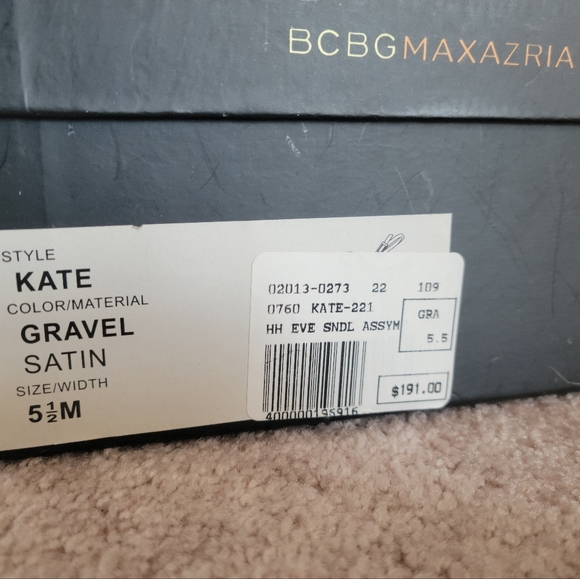 BCBGMAXAZRIA
STYLE
KATE
COLOR/MATERIAL
GRAVEL
SATIN
SIZE/WIDTH
5½M
02013-0273 22 109
0760 KATE-221
HH EVE SNDL ASSYM
GRA
5.5
$191.00
400000195916